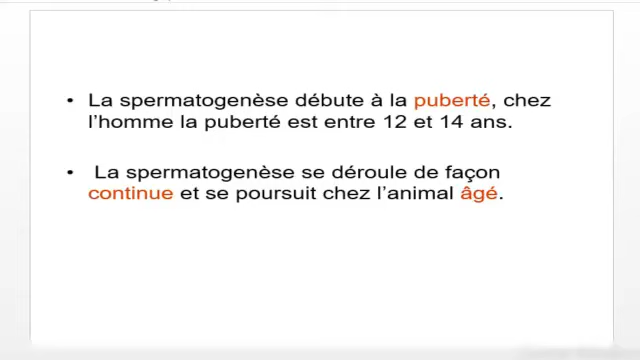 • La spermatogenèse débute à la puberté, chez
l'homme la puberté est entre 12 et 14 ans.
• La spermatogenèse se déroule de façon
continue et se poursuit chez l'animal âgé.